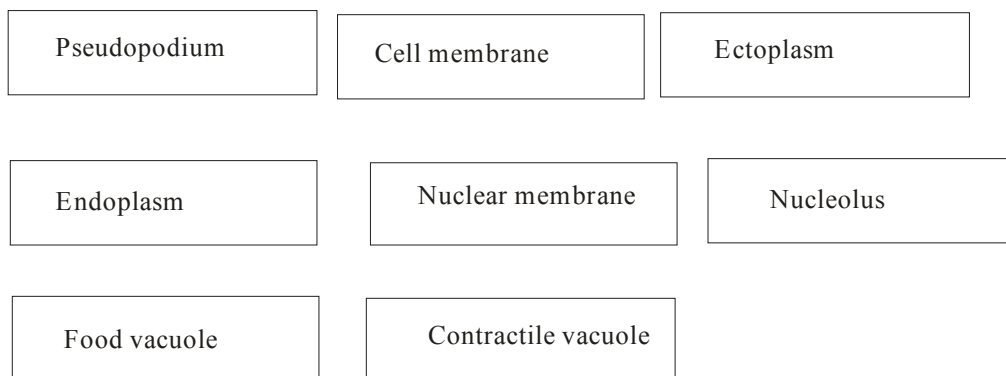 Pseudopodium
Cell membrane
Ectoplasm
Endoplasm
Nuclear membrane
Nucleolus
Food vacuole
Contractile vacuole